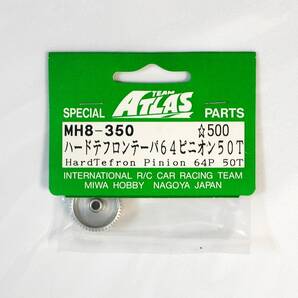 TEAM
ATLAS
SPECIAL PARTS
MH8-350 ☆500
ハードテフロンテーパ64ピニオン50T
HardTefron Pinion 64P 50T
INTERNATIONAL R/C CAR RACING TEAM
MIWA HOBBY NAGOYA JAPAN